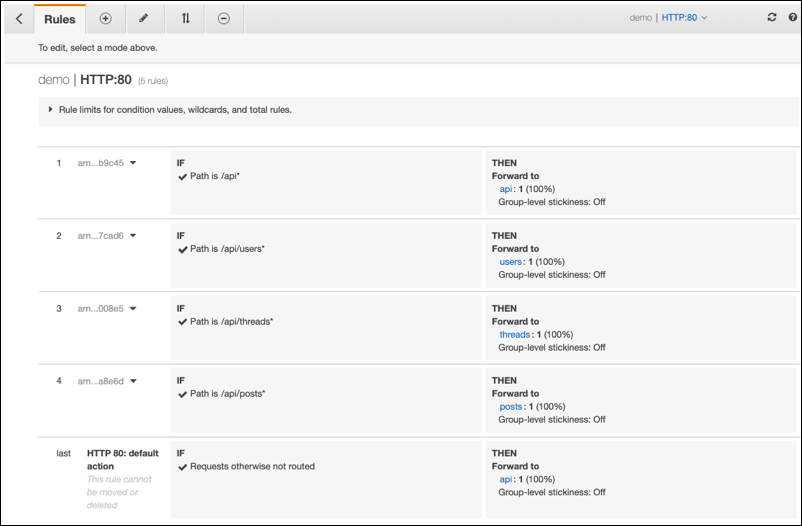 Rules
demo | HTTP:80
To edit, select a mode above.
demo | HTTP:80 (5 rules)
Rule limits for condition values, wildcards, and total rules.
1 arn...b9c45
IF
Path is /api*
THEN
Forward to
api: 1 (100%)
Group-level stickiness: Off
2 arn...7cad6
IF
Path is /api/users*
THEN
Forward to
users: 1 (100%)
Group-level stickiness: Off
3 arn...008e5
IF
Path is /api/threads*
THEN
Forward to
threads: 1 (100%)
Group-level stickiness: Off
4 arn...a8e6d
IF
Path is /api/posts*
THEN
Forward to
posts: 1 (100%)
Group-level stickiness: Off
last
HTTP 80: default
action
This rule cannot
be moved or
deleted
IF
Requests otherwise not routed
THEN
Forward to
api: 1 (100%)
Group-level stickiness: Off